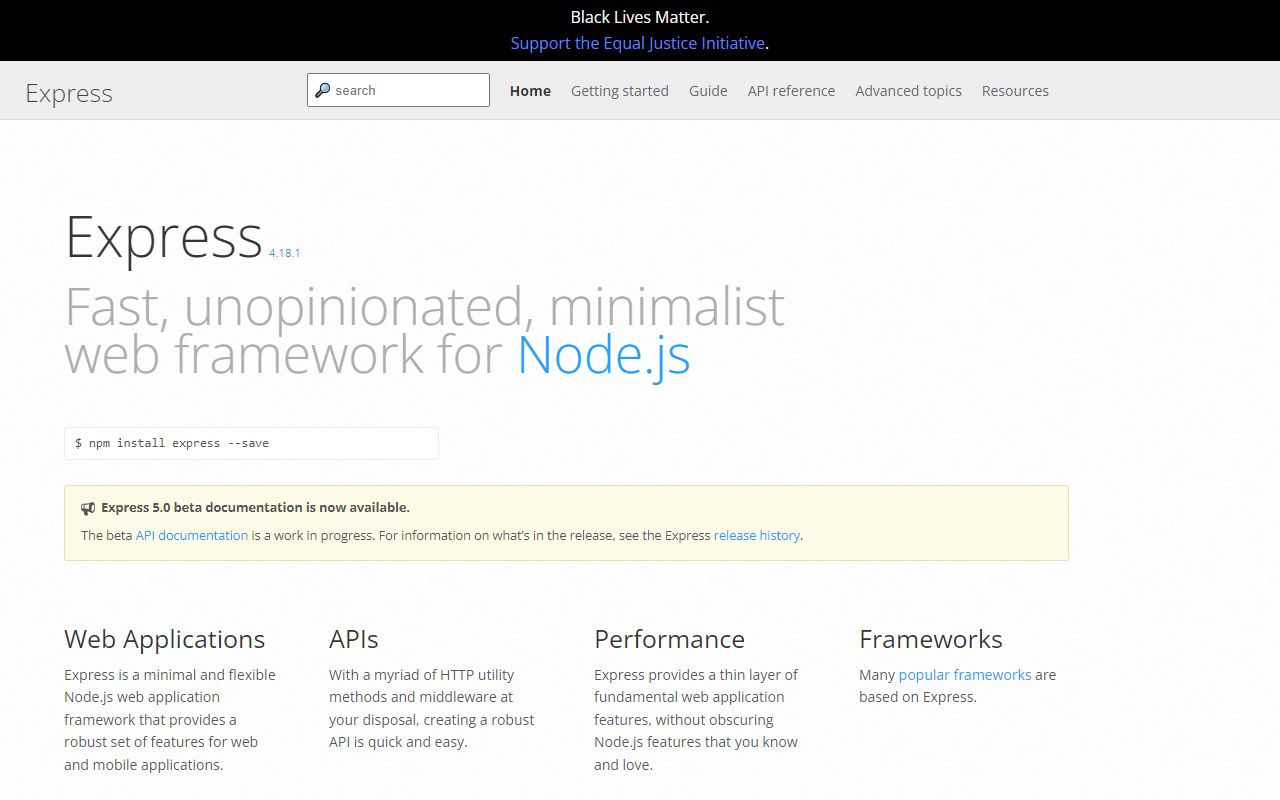 Black Lives Matter.
Support the Equal Justice Initiative.
Express
search
Home Getting started Guide API reference Advanced topics Resources
Express 4.18.1
Fast, unopinionated, minimalist
web framework for Node.js
$ npm install express --save
Express 5.0 beta documentation is now available.
The beta API documentation is a work in progress. For information on what’s in the release, see the Express release history.
Web Applications
Express is a minimal and flexible
Node.js web application
framework that provides a
robust set of features for web
and mobile applications.
APIs
With a myriad of HTTP utility
methods and middleware at
your disposal, creating a robust
API is quick and easy.
Performance
Express provides a thin layer of
fundamental web application
features, without obscuring
Node.js features that you know
and love.
Frameworks
Many popular frameworks are
based on Express.